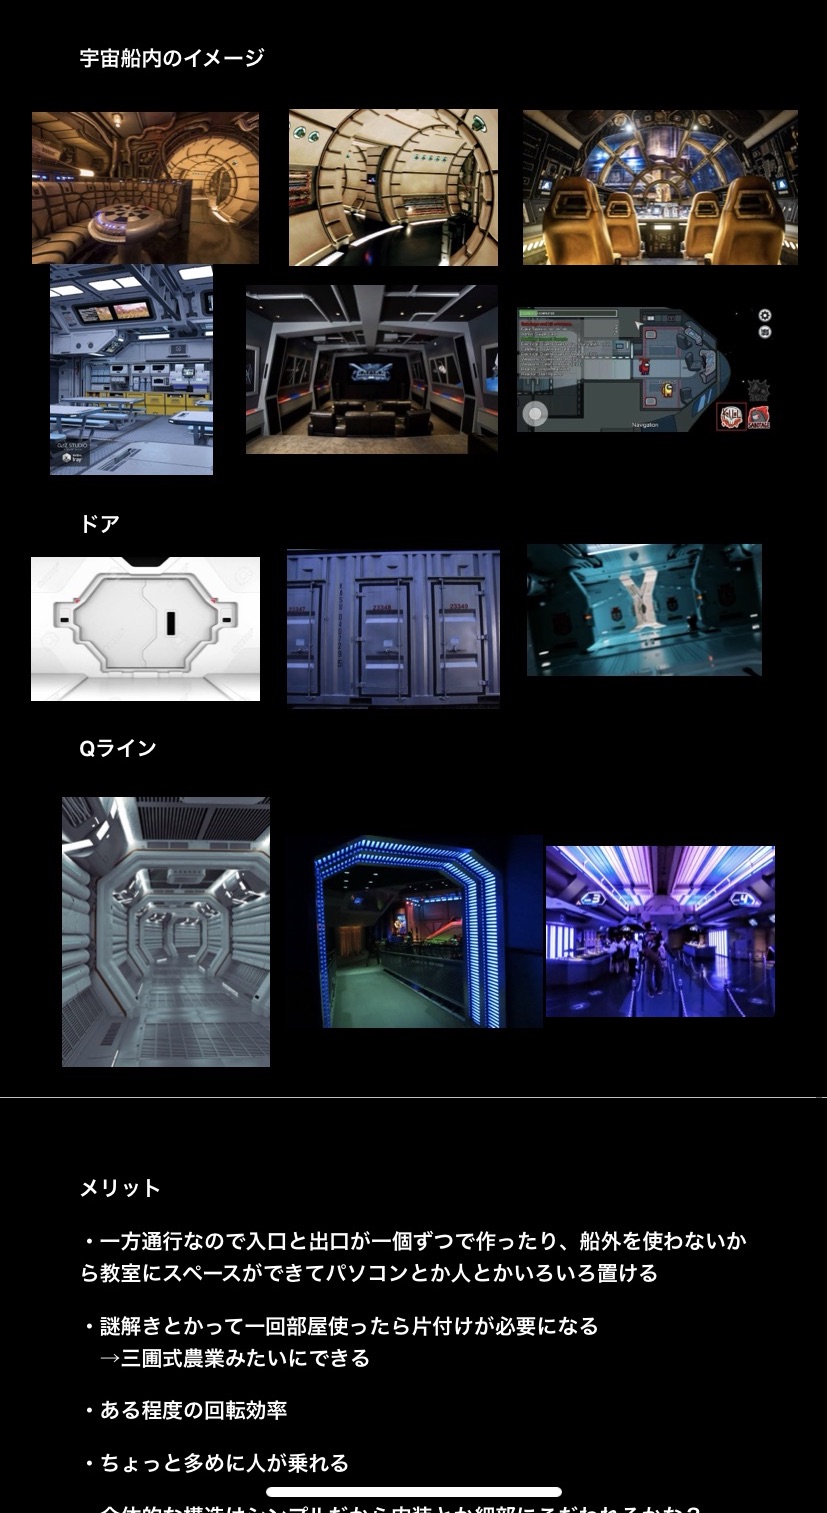 宇宙船内のイメージ
Navigation
ドア
23349
23349
Qライン
メリット
・一方通行なので入口と出口が一個ずつで作ったり、船外を使わないか
ら教室にスペースができてパソコンとか人とかいろいろ置ける
・謎解きとかって一回部屋使ったら片付けが必要になる
→三圃式農業みたいにできる
・ある程度の回転効率
・ちょっと多めに人が乗れる